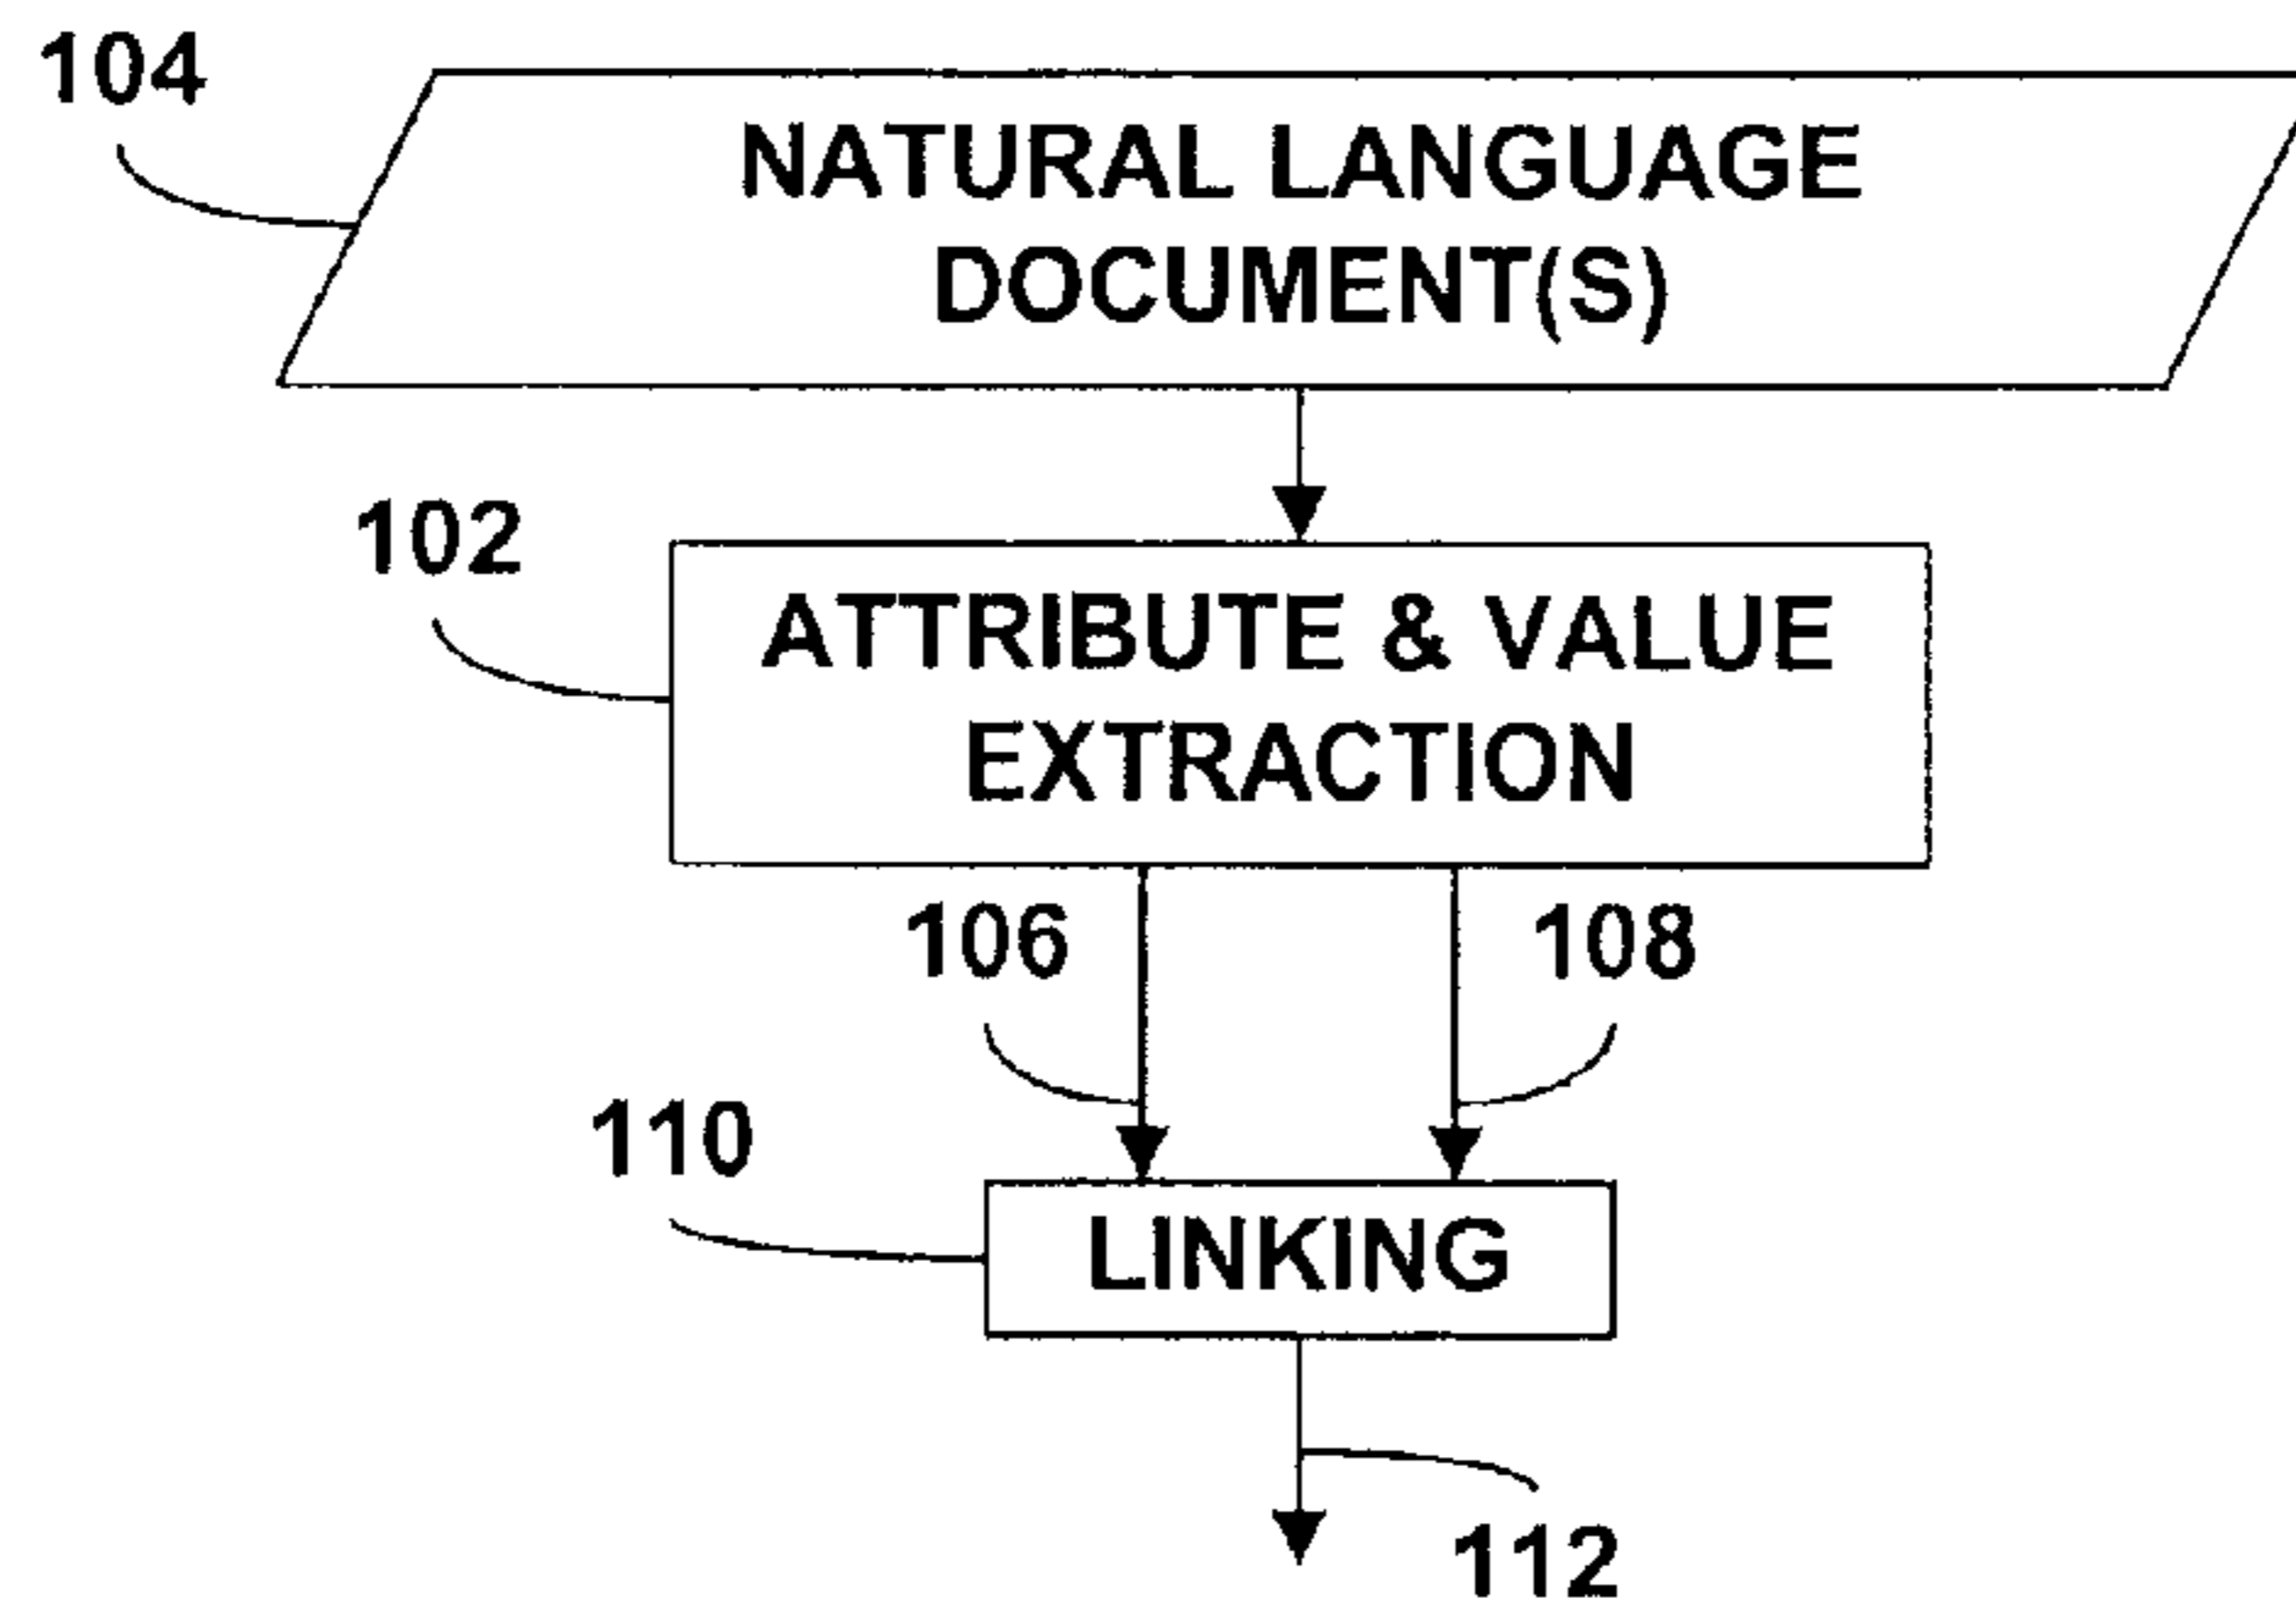 104
NATURAL LANGUAGE
DOCUMENT(S)
102
ATTRIBUTE & VALUE
EXTRACTION
106
108
110
LINKING
112